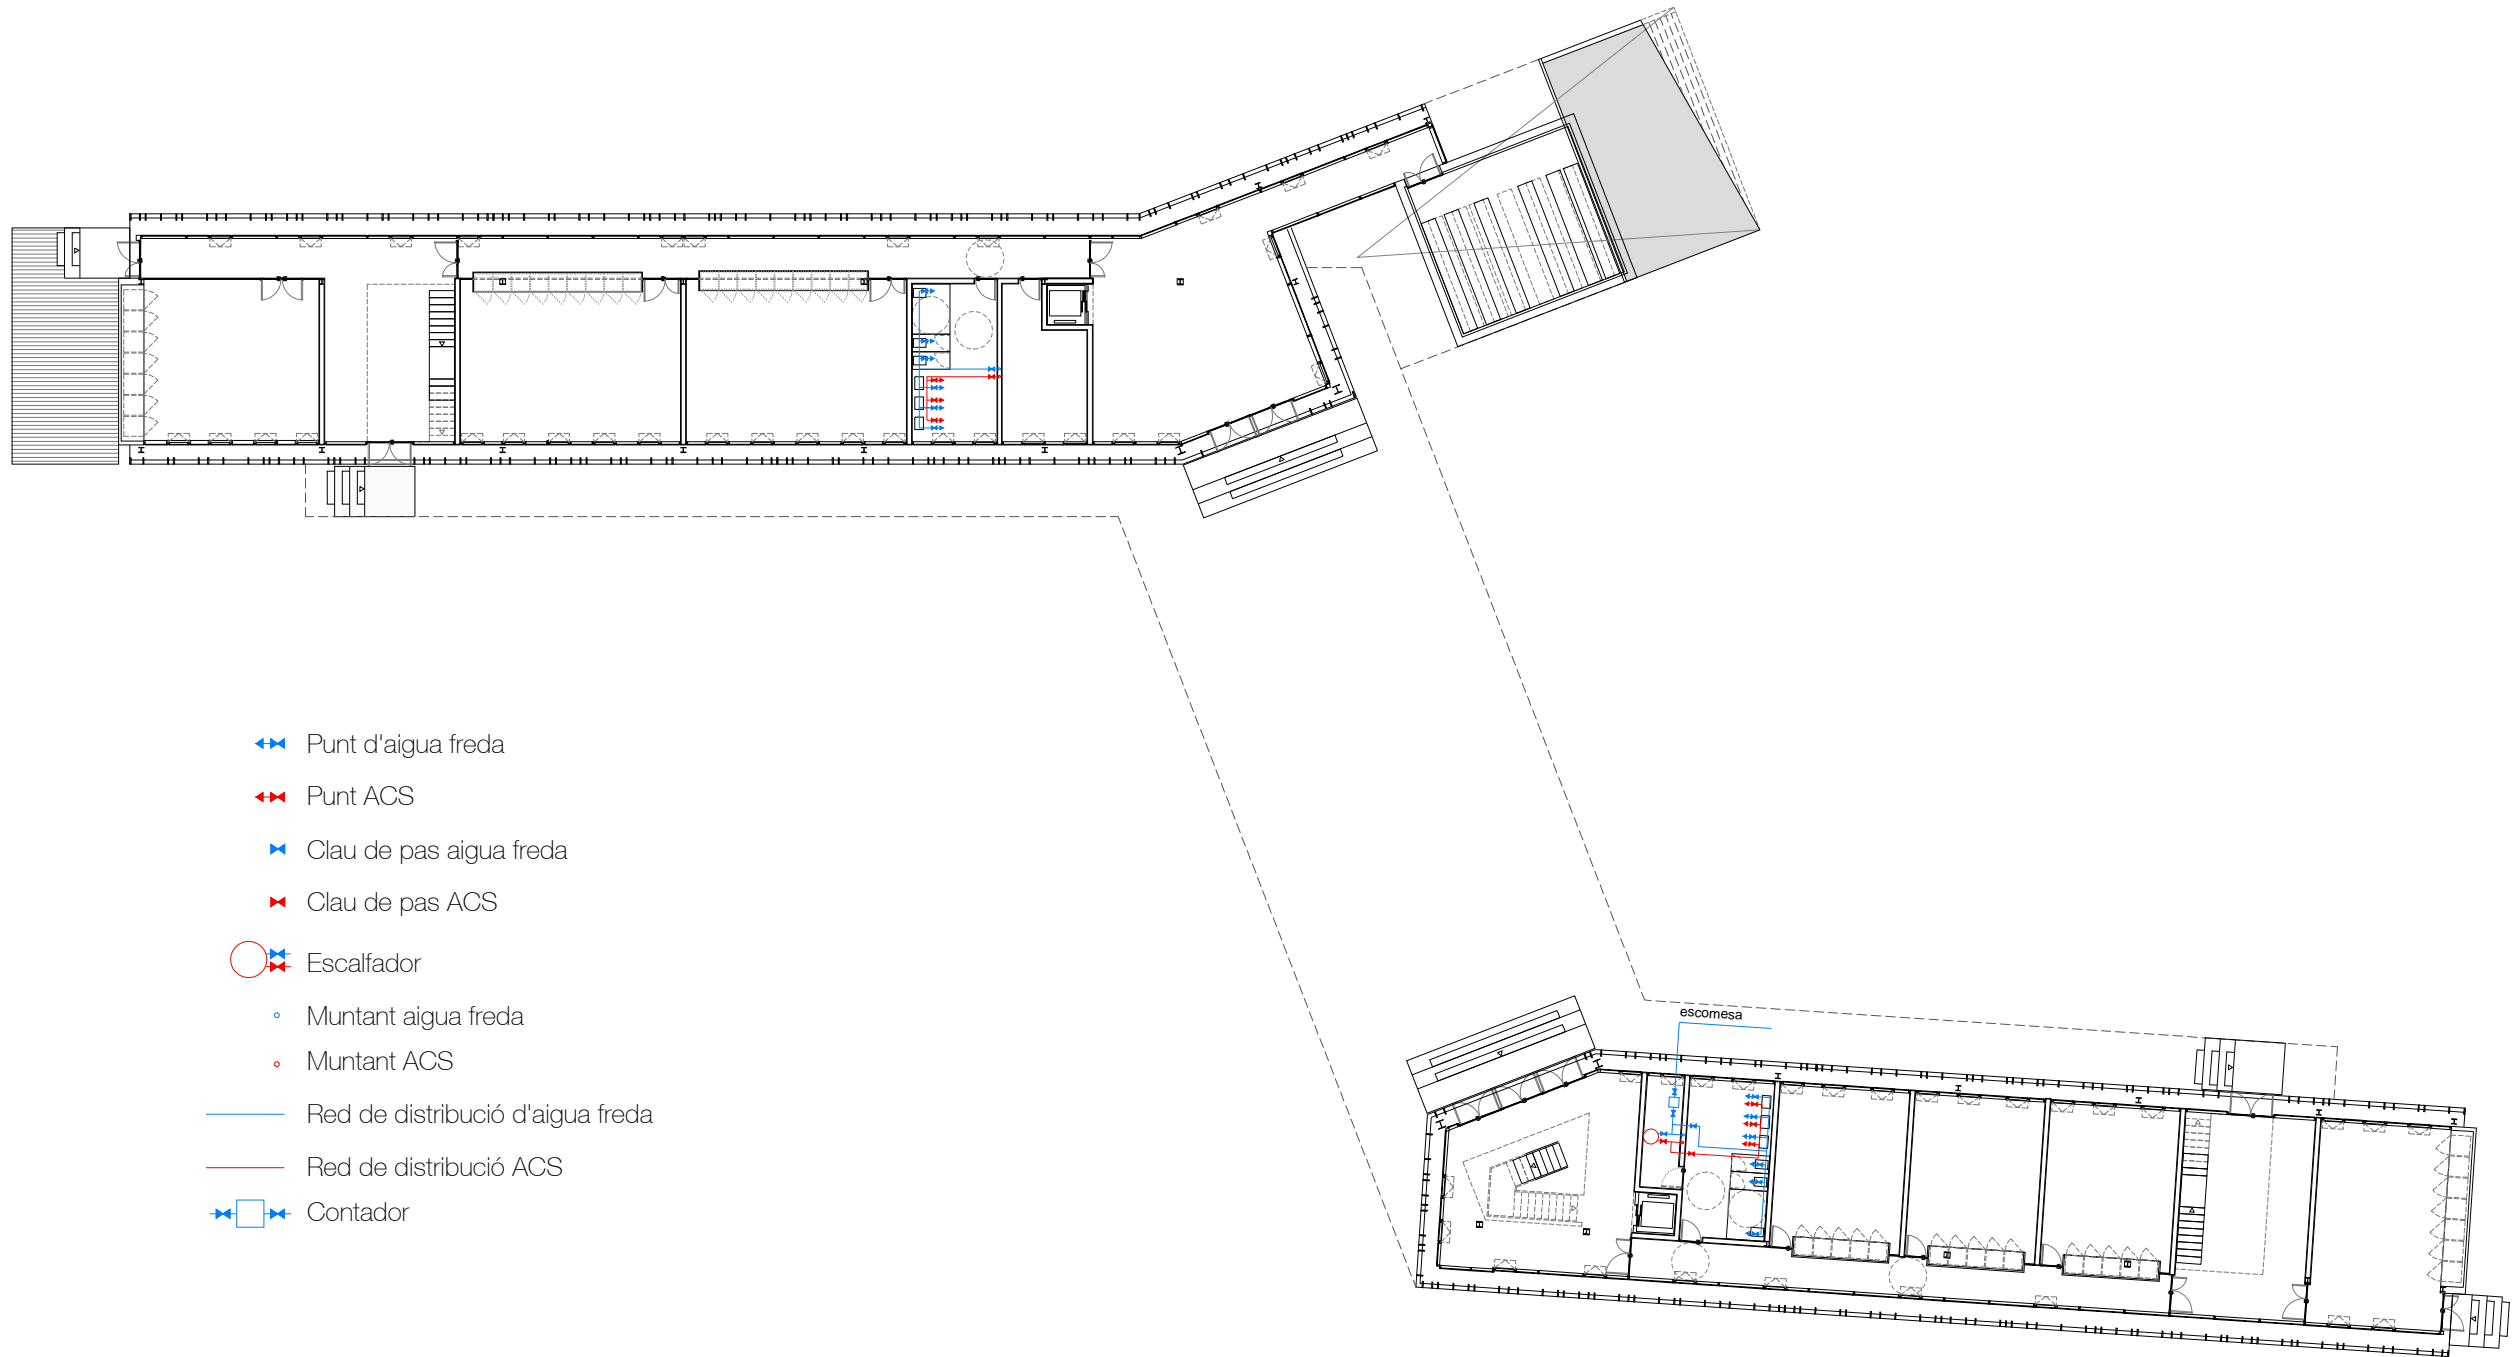 Punt d'aigua freda
Punt ACS
Clau de pas aigua freda
Clau de pas ACS
Escalfador
Muntant aigua freda
Muntant ACS
Red de distribució d'aigua freda
Red de distribució ACS
Contador
escomesa